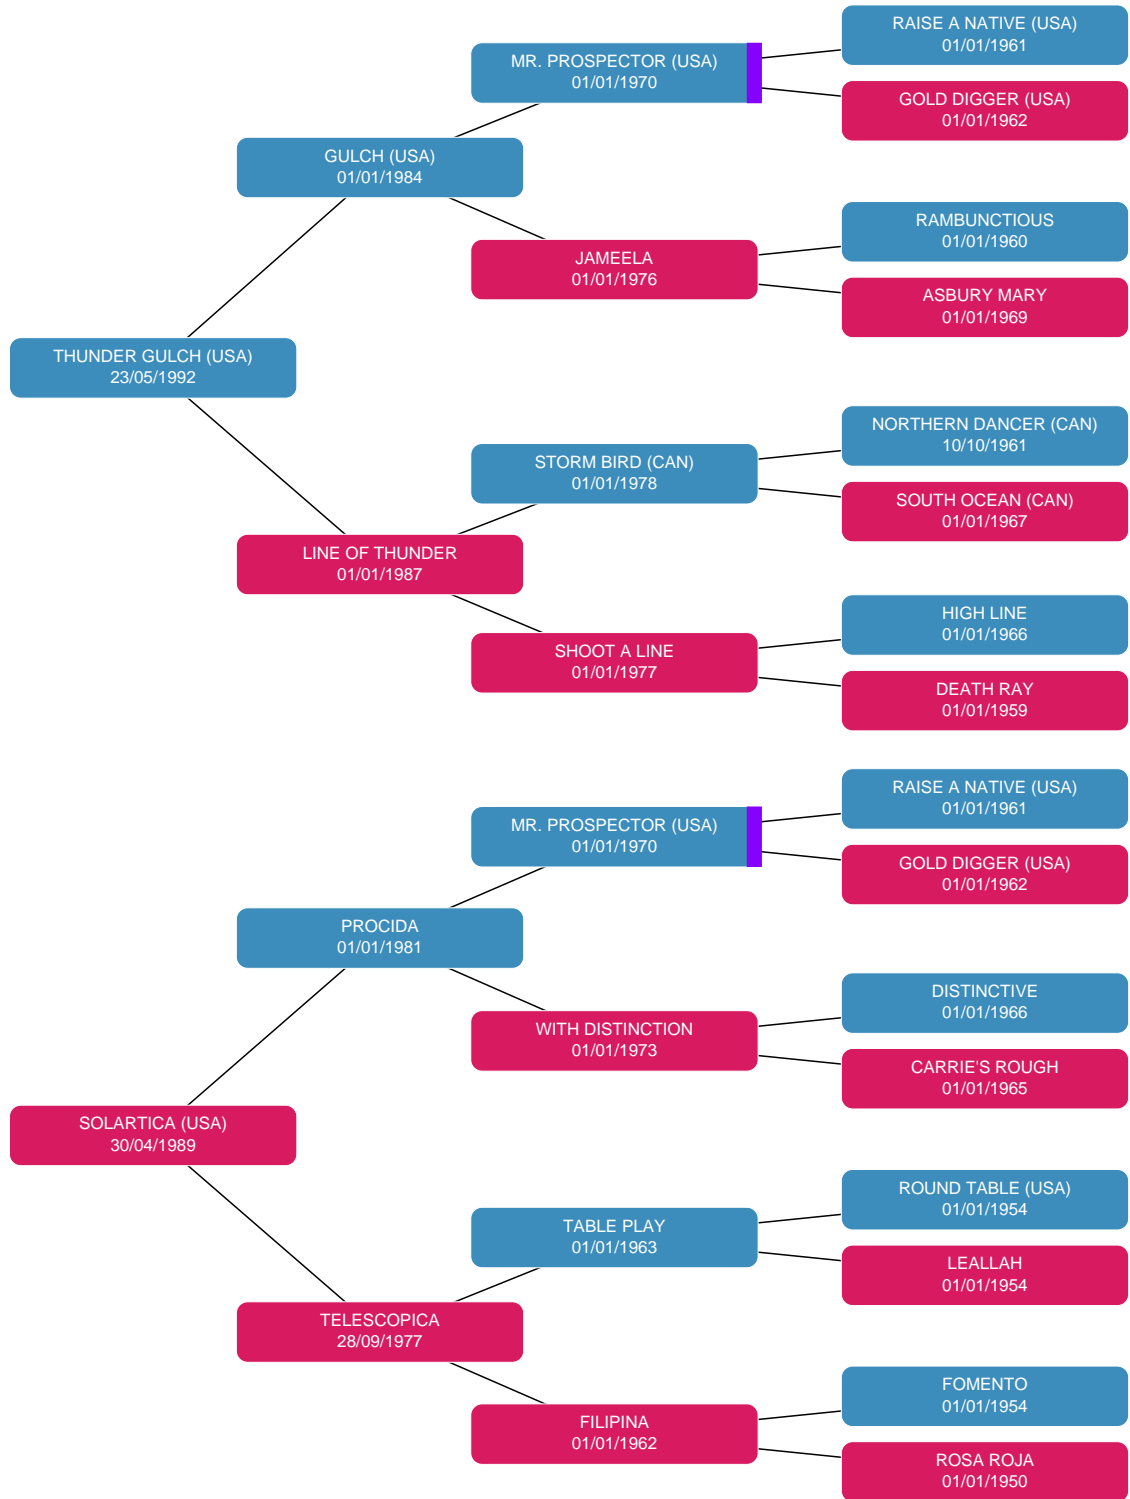 RAISE A NATIVE (USA)
01/01/1961
MR. PROSPECTOR (USA)
01/01/1970
GOLD DIGGER (USA)
01/01/1962
GULCH (USA)
01/01/1984
RAMBUNCTIOUS
01/01/1960
JAMEELA
01/01/1976
ASBURY MARY
01/01/1969
THUNDER GULCH (USA)
23/05/1992
NORTHERN DANCER (CAN)
10/10/1961
STORM BIRD (CAN)
01/01/1978
SOUTH OCEAN (CAN)
01/01/1967
LINE OF THUNDER
01/01/1987
HIGH LINE
01/01/1966
SHOOT A LINE
01/01/1977
DEATH RAY
01/01/1959
RAISE A NATIVE (USA)
01/01/1961
MR. PROSPECTOR (USA)
01/01/1970
GOLD DIGGER (USA)
01/01/1962
PROCIDA
01/01/1981
DISTINCTIVE
01/01/1966
WITH DISTINCTION
01/01/1973
CARRIE'S ROUGH
01/01/1965
SOLARTICA (USA)
30/04/1989
ROUND TABLE (USA)
01/01/1954
TABLE PLAY
01/01/1963
LEALLAH
01/01/1954
TELESCOPICA
28/09/1977
FOMENTO
01/01/1954
FILIPINA
01/01/1962
ROSA ROJA
01/01/1950